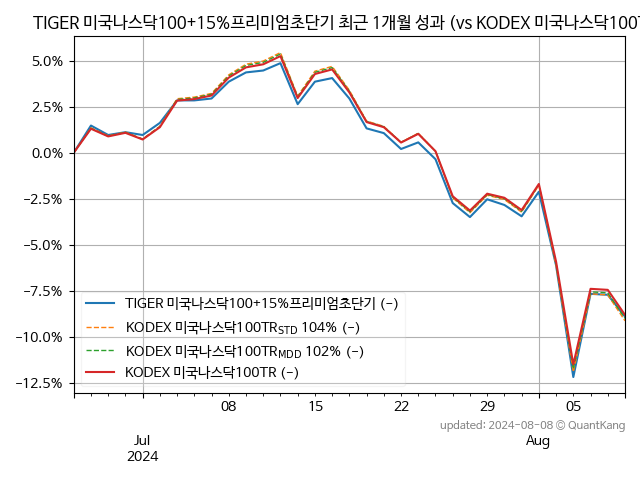 TIGER 미국나스닥100+15%프리미엄초단기 최근 1개월 성과 (vs KODEX 미국나스닥100T
5.0%
2.5%
0.0%
−2.5%
−5.0%
−7.5%
−10.0%
−12.5%
TIGER 미국나스닥100+15%프리미엄초단기 (-)
KODEX 미국나스닥100TRSTD 104% (-)
KODEX 미국나스닥100TRMDD 102% (-)
KODEX 미국나스닥100TR (-)
08 15 22 29 05
updated: 2024-08-08 © QuantKang
Jul Aug
2024